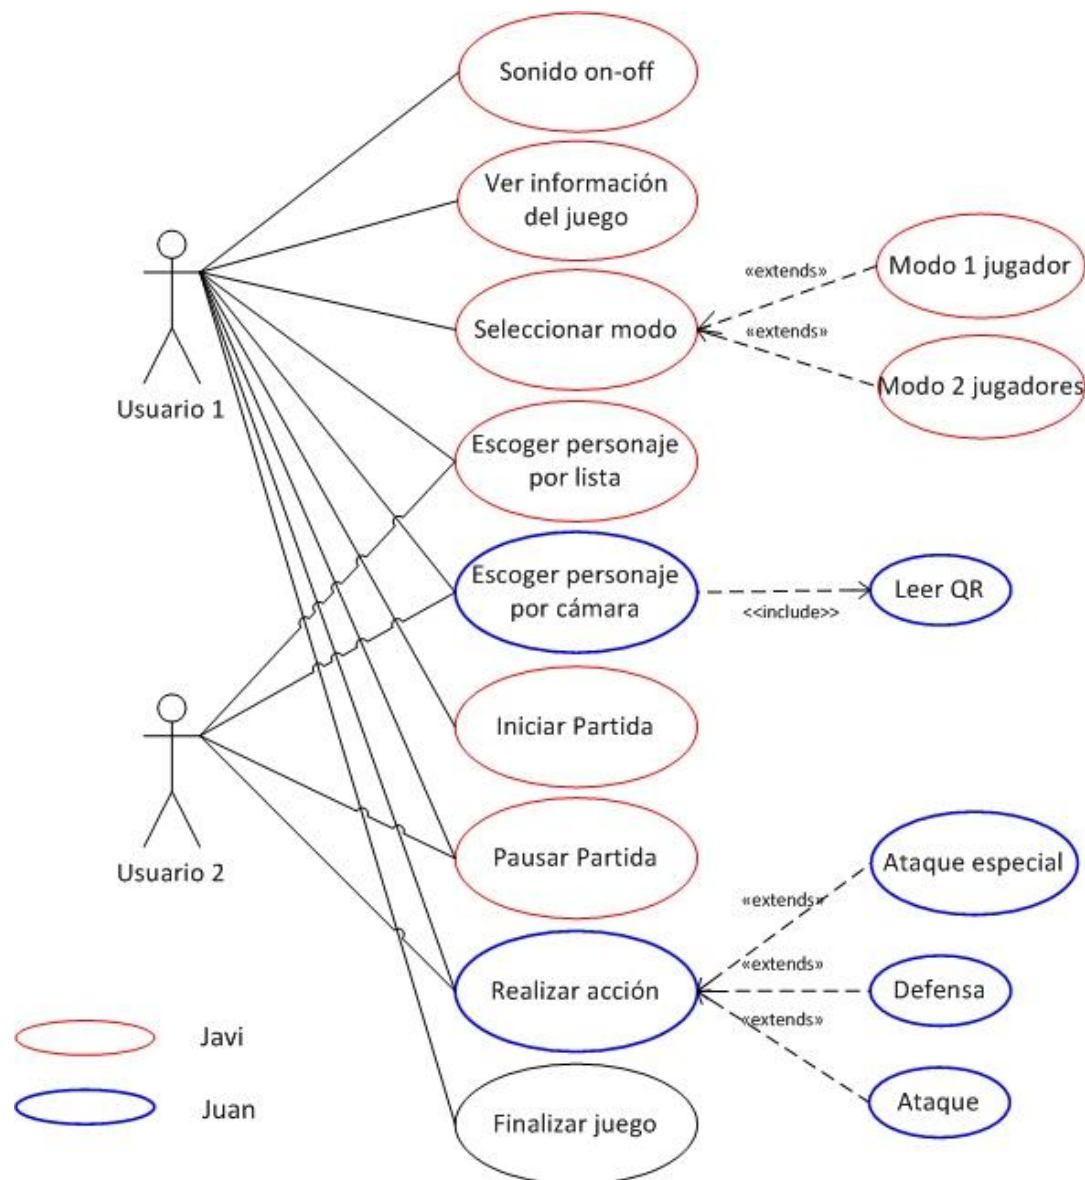 Sonido on-off
Ver información
del juego
Usuario 1
Seleccionar modo
«extends»
«extends»
Modo 1 jugador
Modo 2 jugadores
Escoger personaje
por lista
Escoger personaje
por cámara
<<include>>
Leer QR
Iniciar Partida
Usuario 2
Pausar Partida
Realizar acción
«extends»
«extends»
«extends»
Ataque especial
Defensa
Ataque
Finalizar juego
Javi
Juan